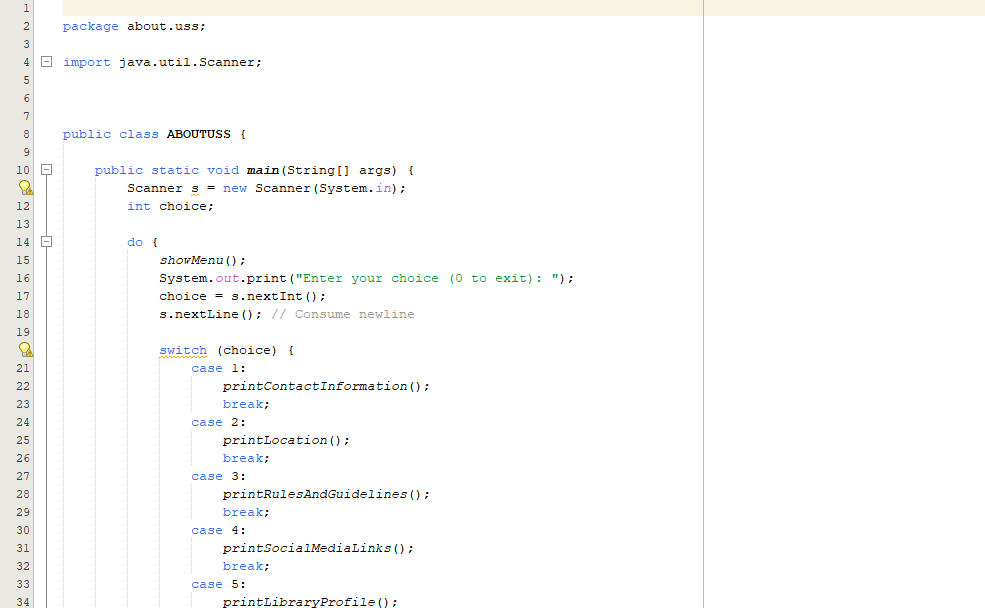 1
2 package about.uss;
3
4 import java.util.Scanner;
5
6
7
8 public class ABOUTUSS {
9
10 public static void main(String[] args) {
Scanner s = new Scanner(System.in);
12 int choice;
13
14 do {
15 showMenu();
16 System.out.print("Enter your choice (0 to exit): ");
17 choice = s.nextInt();
18 s.nextLine(); // Consume newline
19
switch (choice) {
21 case 1:
22 printContactInformation();
23 break;
24 case 2:
25 printLocation();
26 break;
27 case 3:
28 printRulesAndGuidelines();
29 break;
30 case 4:
31 printSocialMediaLinks();
32 break;
33 case 5:
34 printLibraryProfile();